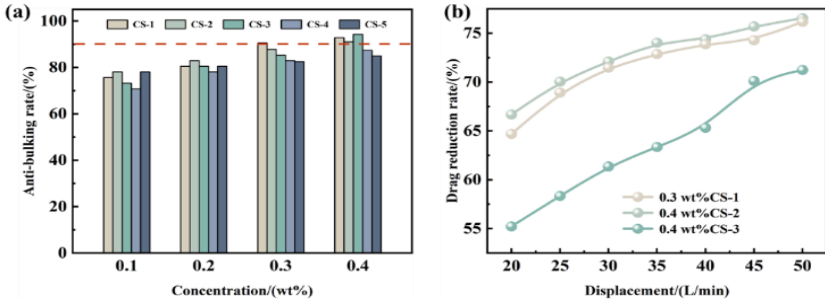 (a)
CS-1 CS-2 CS-3 CS-4 CS-5
Anti-bulking rate/(%)
100
80
60
40
20
0
0.1 0.2 0.3 0.4
Concentration/(wt%)
(b)
Drag reduction rate/(%)
75
70
65
60
55
0.3 wt%CS-1
0.4 wt%CS-2
0.4 wt%CS-3
20 25 30 35 40 45 50
Displacement/(L/min)